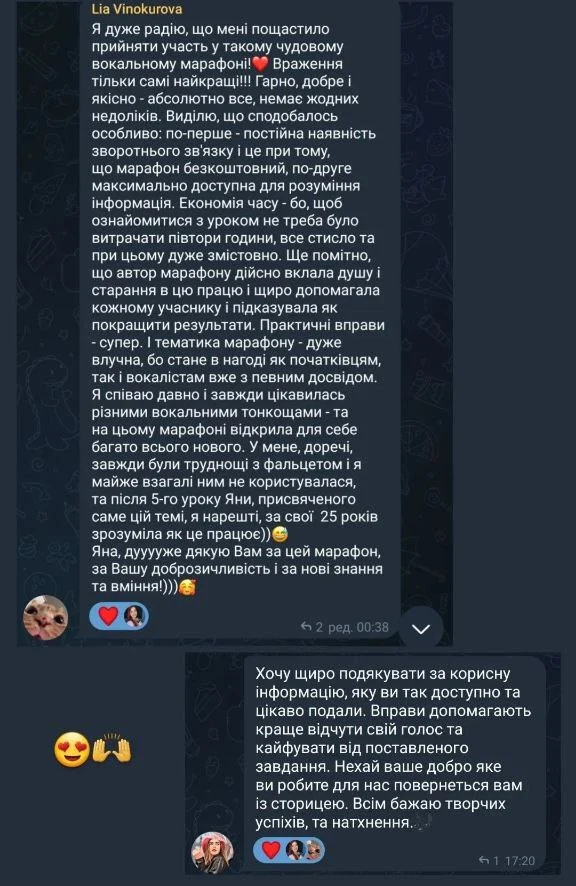 Lia Vinokurova
Я дуже радію, що мені пощастило
прийняти участь у такому чудовому
вокальному марафоні!❤️ Враження
тільки самі найкращі!!! Гарно, добре і
якісно - абсолютно все, немає жодних
недоліків. Виділю, що сподобалось
особливо: по-перше - постійна наявність
зворотнього зв'язку і це при тому,
що марафон безкоштовний, по-друге
максимально доступна для розуміння
інформація. Економія часу - бо, щоб
ознайомитися з уроком не треба було
витрачати півтори години, все стисло та
при цьому дуже змістовно. Ще помітно,
що автор марафону дійсно вклала душу і
старання в цю працю і щиро допомагала
кожному учаснику і підказувала як
покращити результати. Практичні вправи
- супер. І тематика марафону - дуже
влучна, бо стане в нагоді як початківцям,
так і вокалістам вже з певним досвідом.
Я співаю давно і завжди цікавилась
різними вокальними тонкощами - та
на цьому марафоні відкрила для себе
багато всього нового. У мене, доречі,
завжди були труднощі з фальцетом і я
майже взагалі ним не користувалася,
та після 5-го уроку Яни, присвяченого
саме цій темі, я нарешті, за свої 25 років
зрозуміла як це працює))😅
Яна, дууууже дякую Вам за цей марафон,
за Вашу доброзичливість і за нові знання
та вміння!)))🥰
2 ред. 00:38
Хочу щиро подякувати за корисну
інформацію, яку ви так доступно та
цікаво подали. Вправи допомагають
краще відчути свій голос та
кайфувати від поставленого
завдання. Нехай ваше добро яке
ви робите для нас повернеться вам
із сторицею. Всім бажаю творчих
успіхів, та натхнення.
1 17:20